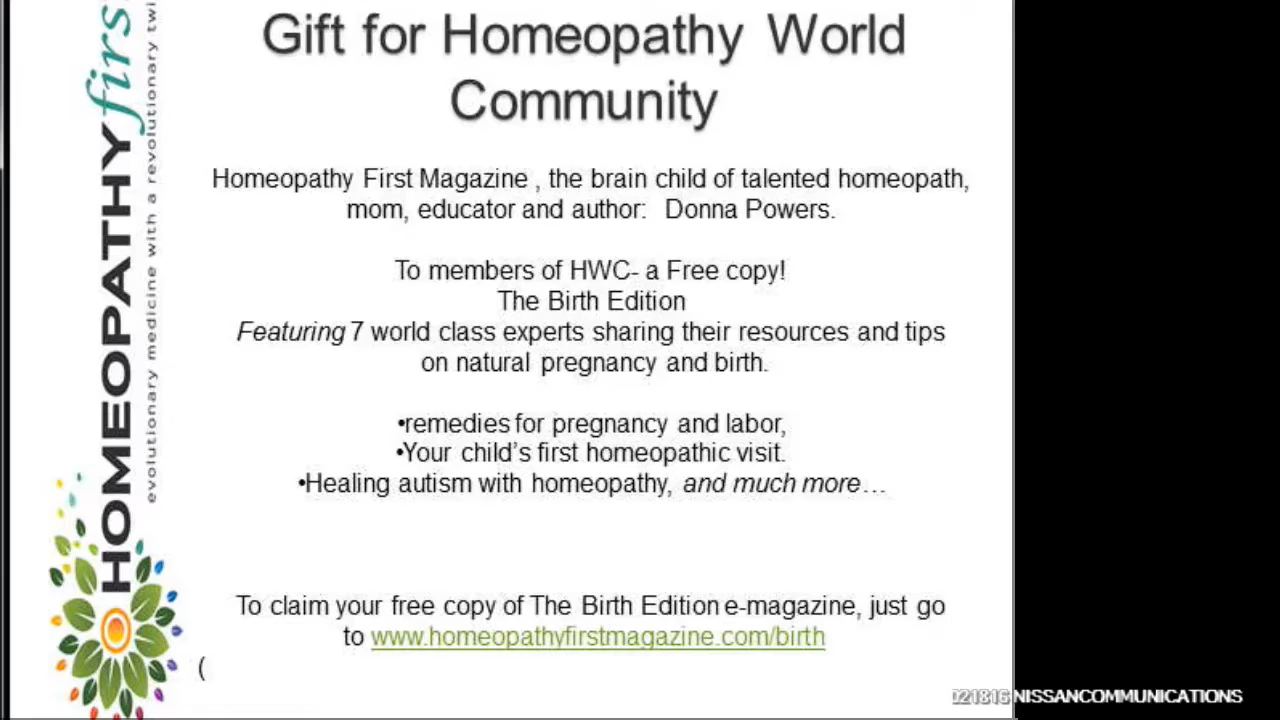 Gift for Homeopathy World
Community
Homeopathy First Magazine , the brain child of talented homeopath,
mom, educator and author: Donna Powers.
To members of HWC- a Free copy!
The Birth Edition
Featuring 7 world class experts sharing their resources and tips
on natural pregnancy and birth.
•remedies for pregnancy and labor,
•Your child's first homeopathic visit.
•Healing autism with homeopathy, and much more…
To claim your free copy of The Birth Edition e-magazine, just go
to www.homeopathyfirstmagazine.com/birth
(
HOMEOPATHY first
evolutionary medicine with a revolutionary twi
021816 NISSANCOMMUNICATIONS